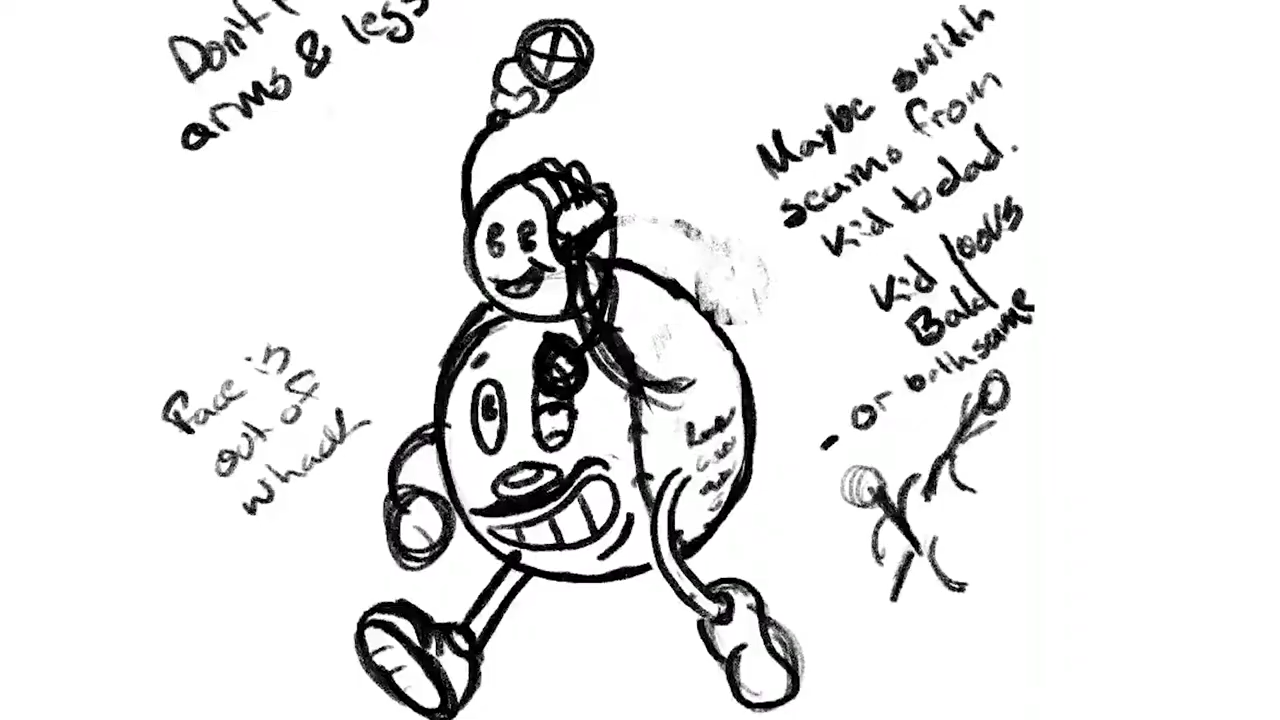 Don't
arms & legs
Maybe switch
seams from
kid to dad.
Kid looks
Bald
- or both same
Face is
out of
whack